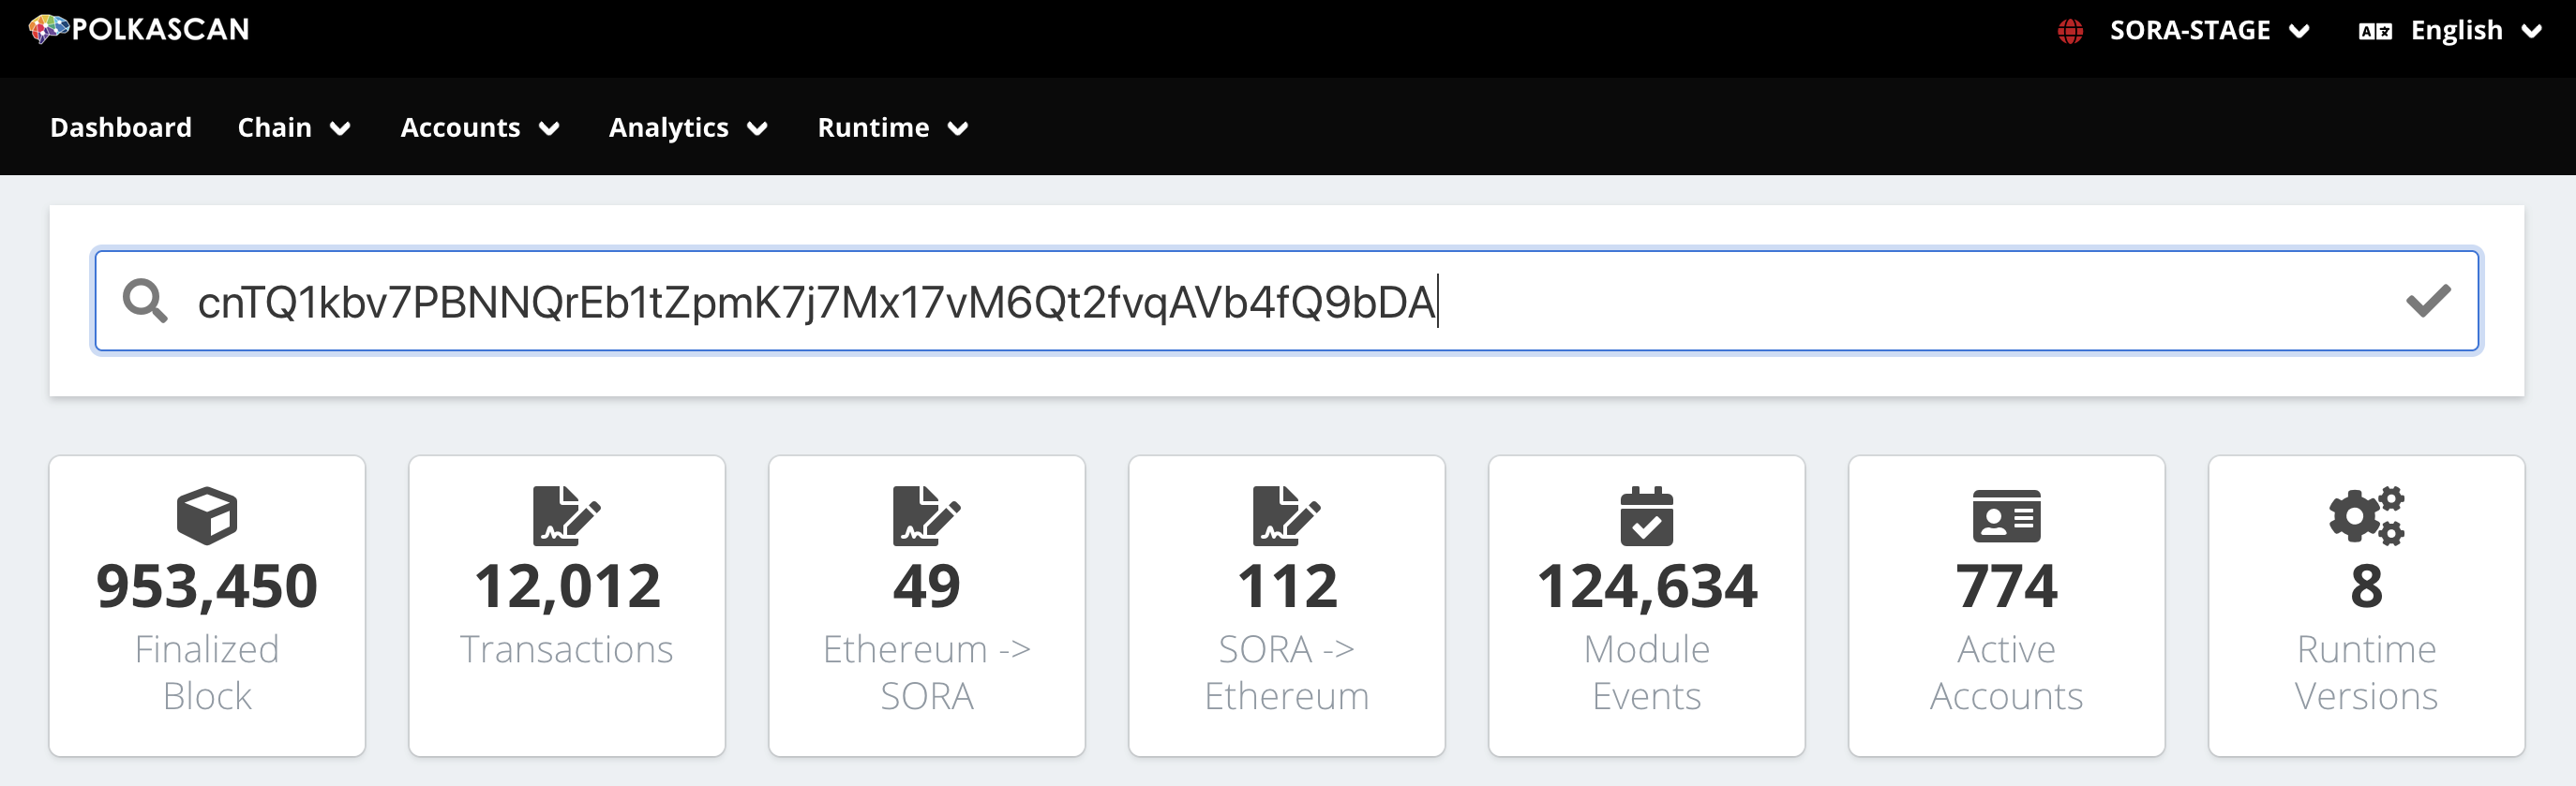 POLKASCAN
SORA-STAGE
English
Dashboard
Chain
Accounts
Analytics
Runtime
cnTQ1kbv7PBNNQrEb1tZpmK7j7Mx17vM6Qt2fvqAVb4fQ9bDA
953,450
Finalized
Block
12,012
Transactions
49
Ethereum ->
SORA
112
SORA ->
Ethereum
124,634
Module
Events
774
Active
Accounts
8
Runtime
Versions